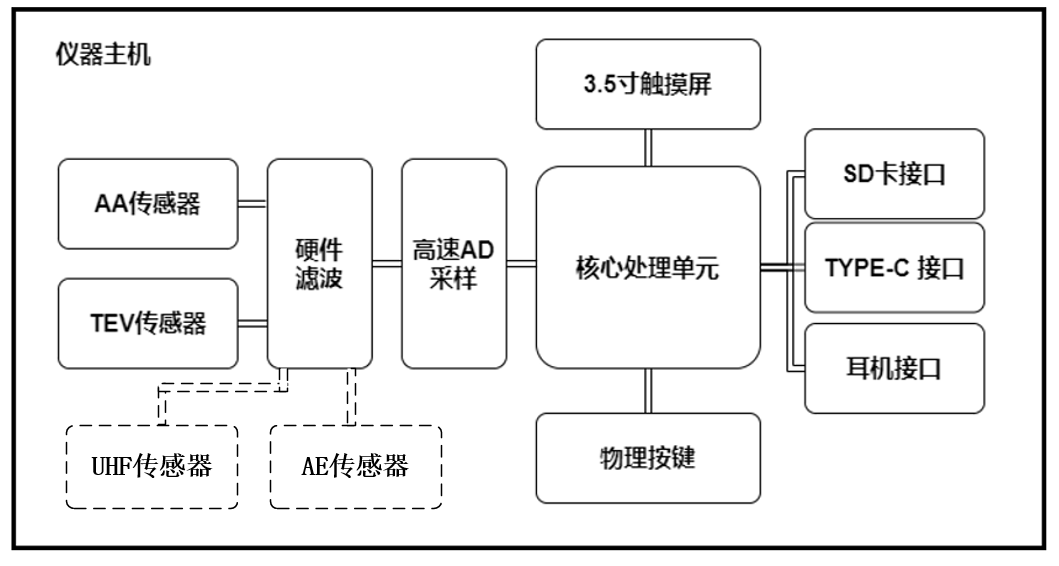 仪器主机
3.5寸触摸屏
AA传感器
TEV传感器
硬件
滤波
高速AD
采样
核心处理单元
SD卡接口
TYPE-C 接口
耳机接口
UHF传感器
AE传感器
物理按键